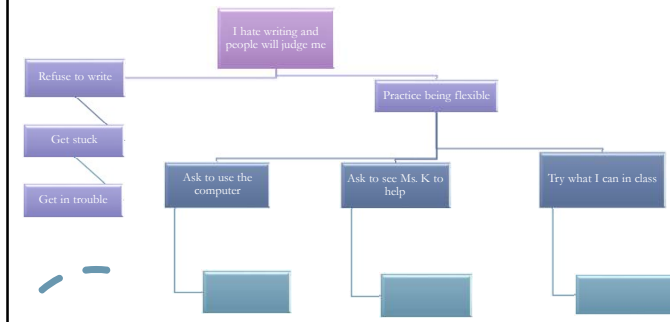 I hate writing and
people will judge me
Refuse to write
Practice being flexible
Get stuck
Ask to use the
computer
Ask to see Ms. K to
help
Try what I can in class
Get in trouble